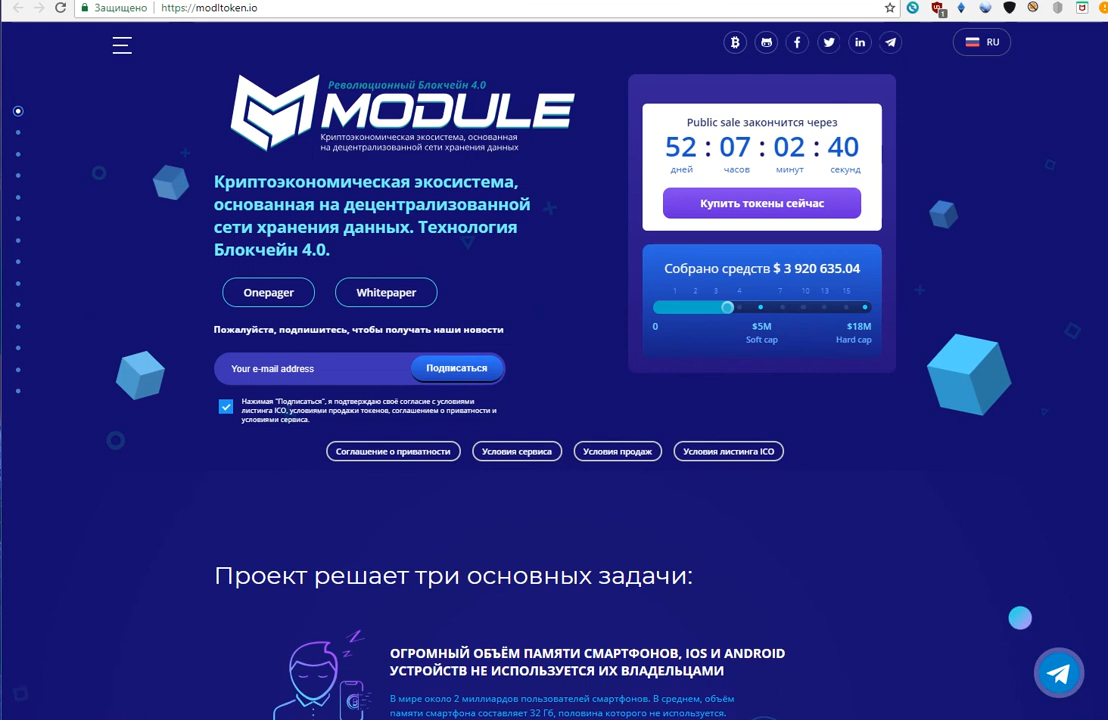 Защищено
https://modltoken.io
1
RU
Революционный Блокчейн 4.0
MODULE
Криптоэкономическая экосистема, основанная
на децентрализованной сети хранения данных
Криптоэкономическая экосистема,
основанная на децентрализованной
сети хранения данных. Технология
Блокчейн 4.0.
Onepager
Whitepaper
Пожалуйста, подпишитесь, чтобы получать наши новости
Your e-mail address
Подписаться
Нажимая "Подписаться", я подтверждаю своё согласие с условиями
листинга ICO, условиями продажи токенов, соглашением о приватности и
условиями сервиса.
Public sale закончится через
52 : 07 : 02 : 40
дней часов минут секунд
Купить токены сейчас
Собрано средств $ 3 920 635.04
1 2 3 4 7 10 13 15
0 $5M $18M
Soft cap Hard cap
Соглашение о приватности
Условия сервиса
Условия продаж
Условия листинга ICO
Проект решает три основных задачи:
ОГРОМНЫЙ ОБЪЁМ ПАМЯТИ СМАРТФОНОВ, IOS И ANDROID
УСТРОЙСТВ НЕ ИСПОЛЬЗУЕТСЯ ИХ ВЛАДЕЛЬЦАМИ
В мире около 2 миллиардов пользователей смартфонов. В среднем, объём
памяти смартфона составляет 32 Гб, половина которого не используется.